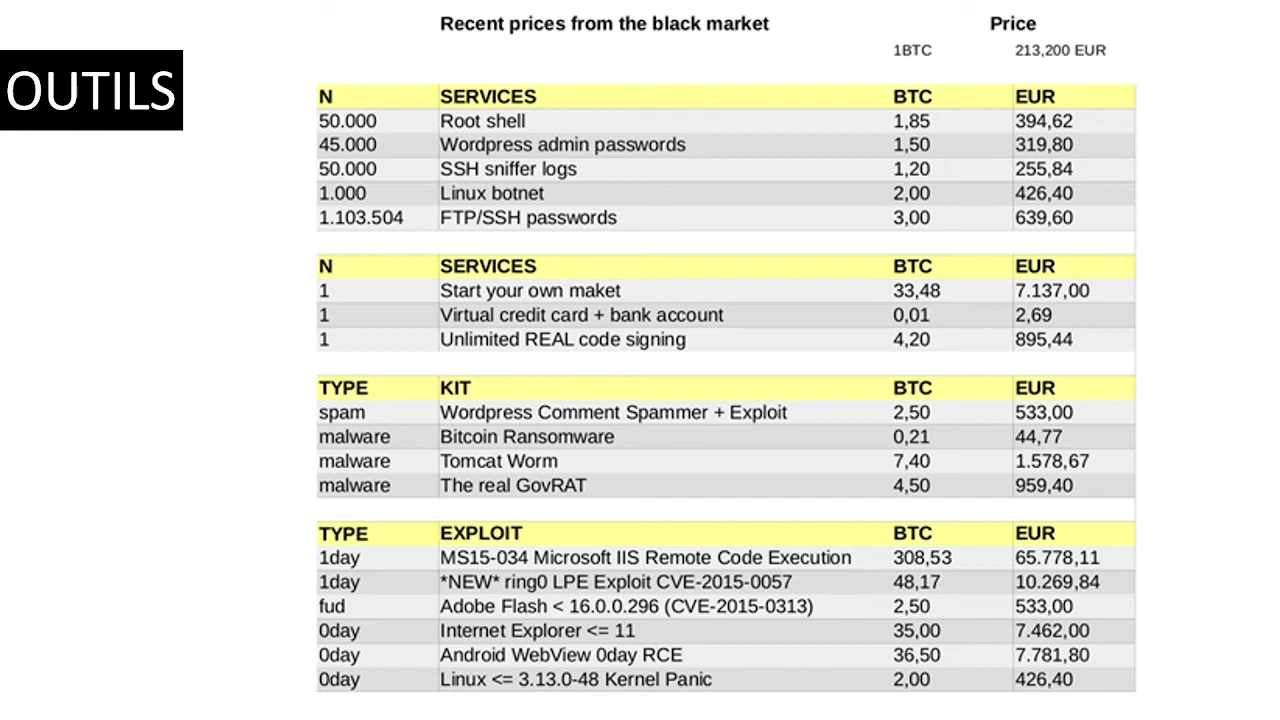 Recent prices from the black market Price
1BTC 213,200 EUR
OUTILS
N SERVICES BTC EUR
50.000 Root shell 1,85 394,62
45.000 Wordpress admin passwords 1,50 319,80
50.000 SSH sniffer logs 1,20 255,84
1.000 Linux botnet 2,00 426,40
1.103.504 FTP/SSH passwords 3,00 639,60
N SERVICES BTC EUR
1 Start your own maket 33,48 7.137,00
1 Virtual credit card + bank account 0,01 2,69
1 Unlimited REAL code signing 4,20 895,44
TYPE KIT BTC EUR
spam Wordpress Comment Spammer + Exploit 2,50 533,00
malware Bitcoin Ransomware 0,21 44,77
malware Tomcat Worm 7,40 1.578,67
malware The real GovRAT 4,50 959,40
TYPE EXPLOIT BTC EUR
1day MS15-034 Microsoft IIS Remote Code Execution 308,53 65.778,11
1day *NEW* ring0 LPE Exploit CVE-2015-0057 48,17 10.269,84
fud Adobe Flash < 16.0.0.296 (CVE-2015-0313) 2,50 533,00
0day Internet Explorer <= 11 35,00 7.462,00
0day Android WebView 0day RCE 36,50 7.781,80
0day Linux <= 3.13.0-48 Kernel Panic 2,00 426,40